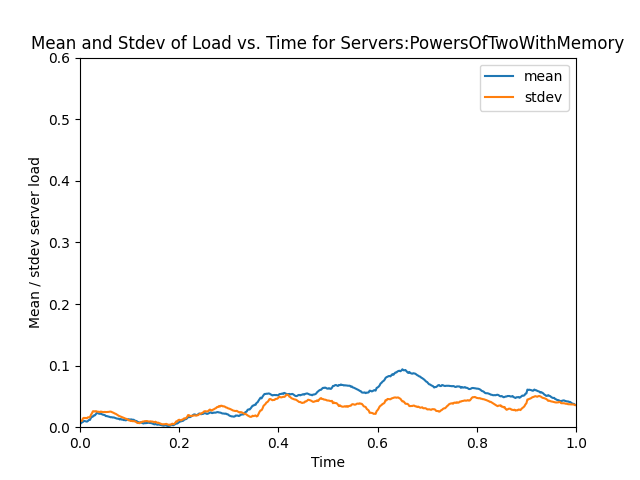 Mean and Stdev of Load vs. Time for Servers:PowersOfTwoWithMemory
mean
stdev
Mean / stdev server load
0.6
0.5
0.4
0.3
0.2
0.1
0.0
0.0 0.2 0.4 0.6 0.8 1.0
Time